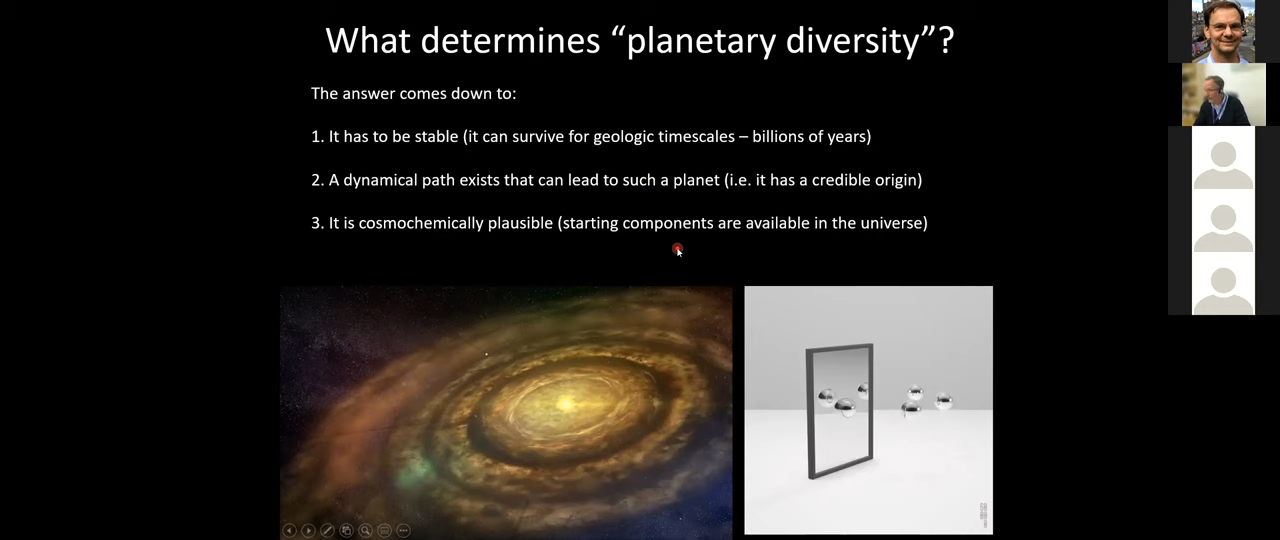 What determines “planetary diversity”?
The answer comes down to:
1. It has to be stable (it can survive for geologic timescales – billions of years)
2. A dynamical path exists that can lead to such a planet (i.e. it has a credible origin)
3. It is cosmochemically plausible (starting components are available in the universe)